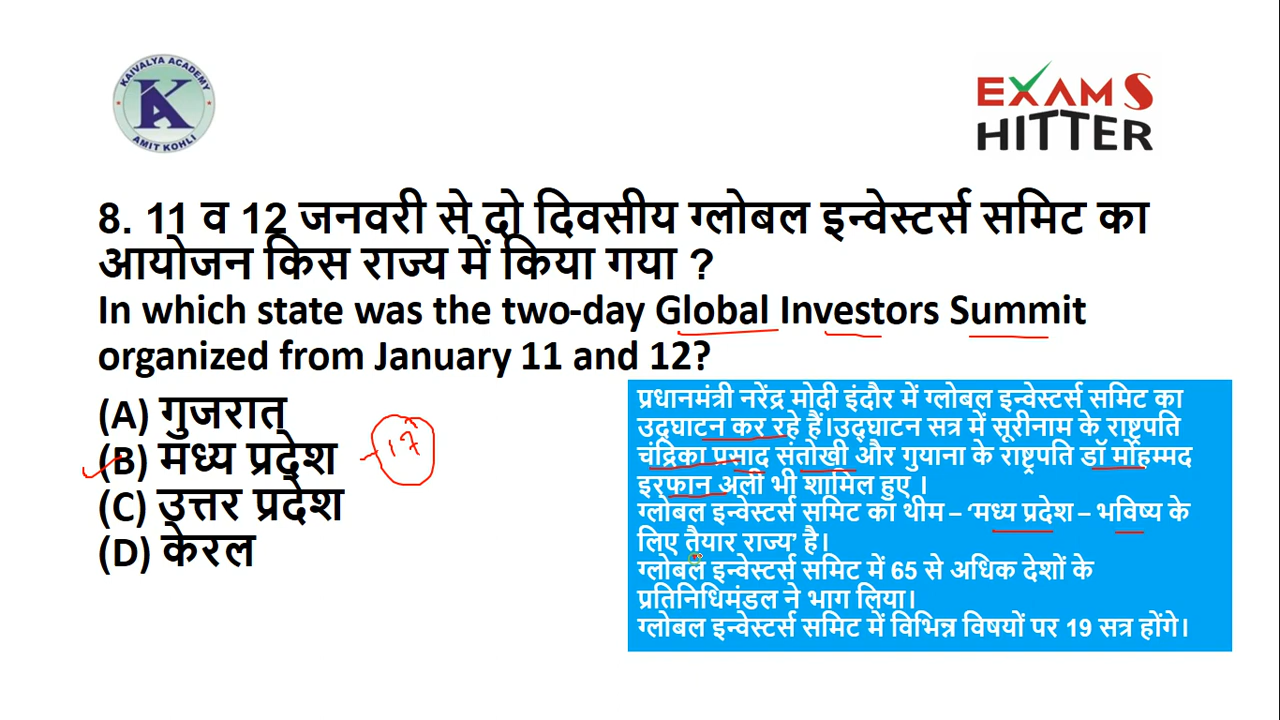 KAIVALYA ACADEMY
KA
AMIT KOHLI
EXAMS
HITTER
8. 11 व 12 जनवरी से दो दिवसीय ग्लोबल इन्वेस्टर्स समिट का
आयोजन किस राज्य में किया गया ?
In which state was the two-day Global Investors Summit
organized from January 11 and 12?
(A) गुजरात
(B) मध्य प्रदेश
(C) उत्तर प्रदेश
(D) केरल
17
प्रधानमंत्री नरेंद्र मोदी इंदौर में ग्लोबल इन्वेस्टर्स समिट का
उद्घाटन कर रहे हैं।उद्घाटन सत्र में सूरीनाम के राष्ट्रपति
चंद्रिका प्रसाद संतोखी और गुयाना के राष्ट्रपति डॉ मोहम्मद
इरफान अली भी शामिल हुए ।
ग्लोबल इन्वेस्टर्स समिट का थीम – ‘मध्य प्रदेश – भविष्य के
लिए तैयार राज्य’ है।
ग्लोबल इन्वेस्टर्स समिट में 65 से अधिक देशों के
प्रतिनिधिमंडल ने भाग लिया।
ग्लोबल इन्वेस्टर्स समिट में विभिन्न विषयों पर 19 सत्र होंगे।